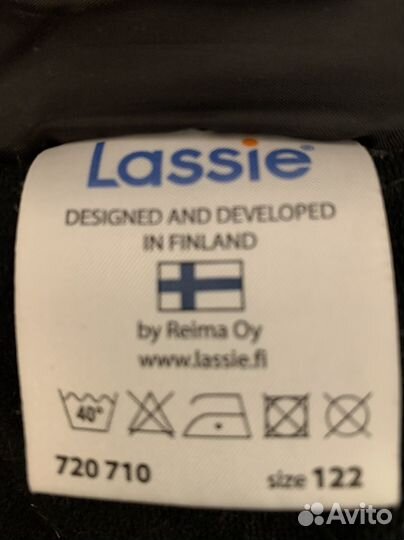 Lassie®
DESIGNED AND DEVELOPED
IN FINLAND
by Reima Oy
www.lassie.fi
40°
720 710 size 122
Avito